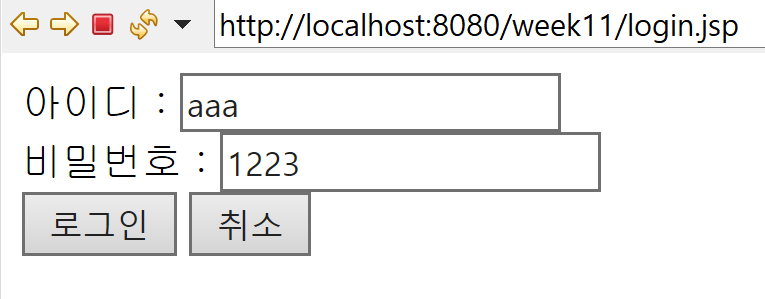 http://localhost:8080/week11/login.jsp
아이디 : aaa
비밀번호 : 1223
로그인 취소